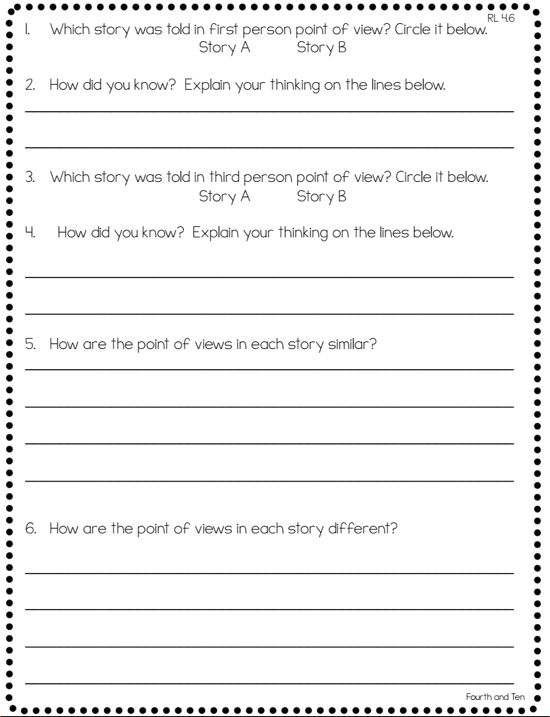 RL 4.6
1. Which story was told in first person point of view? Circle it below.
Story A Story B
2. How did you know? Explain your thinking on the lines below.
3. Which story was told in third person point of view? Circle it below.
Story A Story B
4. How did you know? Explain your thinking on the lines below.
5. How are the point of views in each story similar?
6. How are the point of views in each story different?
Fourth and Ten